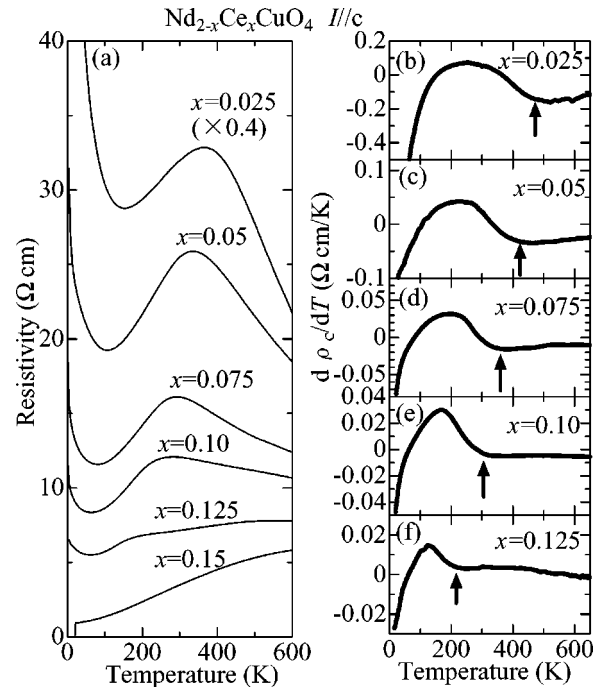 Nd2-xCexCuO4 I//c
(a)
40
30
20
10
0
Resistivity (Ω cm)
x=0.025
(×0.4)
x=0.05
x=0.075
x=0.10
x=0.125
x=0.15
0 200 400 600
Temperature (K)
d ρc/dT (Ω cm/K)
(b) x=0.025
0.2
0
-0.2
-0.4
(c) x=0.05
0.1
0
-0.1
(d) x=0.075
0.05
0
-0.05
(e) x=0.10
0.04
0.02
0
-0.02
-0.04
(f) x=0.125
0.02
0
-0.02
0 200 400 600
Temperature (K)